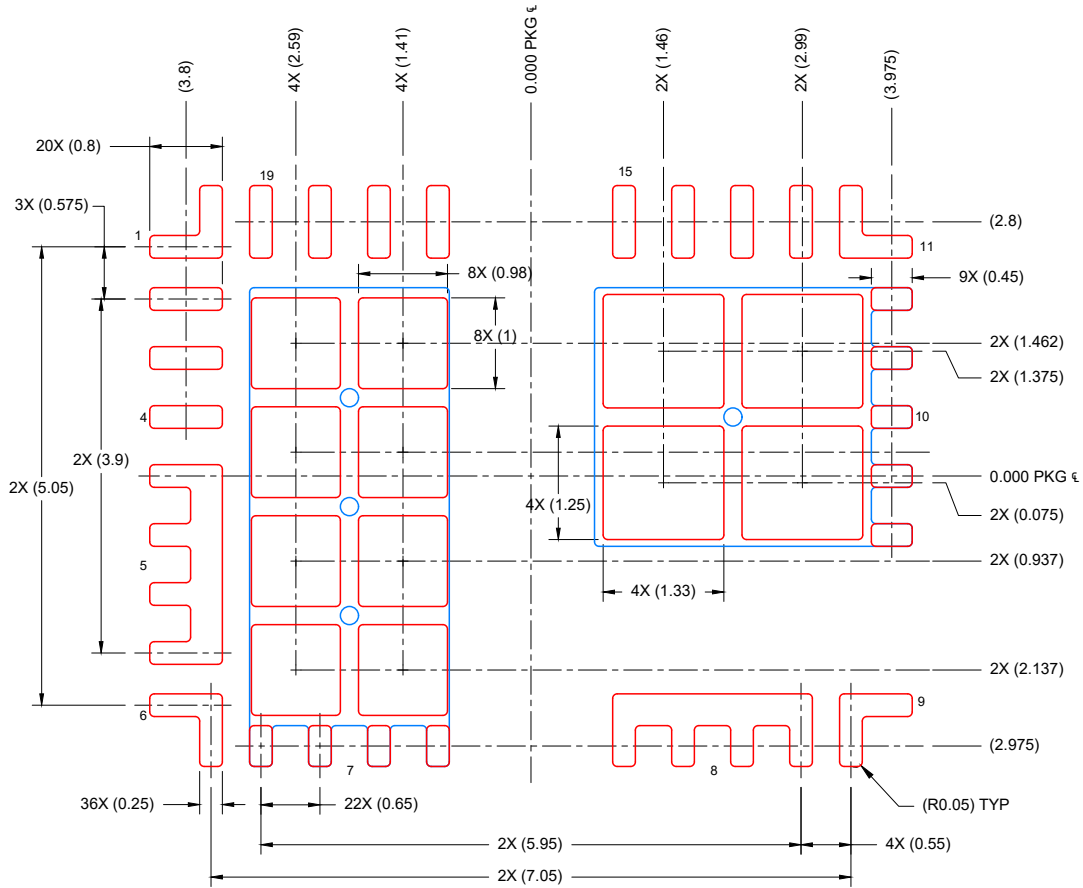 (3.8)
4X (2.59)
4X (1.41)
0.000 PKG ℄
2X (1.46)
2X (2.99)
(3.975)
20X (0.8)
19
15
3X (0.575)
(2.8)
1
11
8X (0.98)
9X (0.45)
8X (1)
2X (1.462)
2X (1.375)
4
10
2X (3.9)
0.000 PKG ℄
2X (5.05)
4X (1.25)
2X (0.075)
5
2X (0.937)
4X (1.33)
2X (2.137)
6
9
(2.975)
7
8
36X (0.25)
22X (0.65)
(R0.05) TYP
2X (5.95)
4X (0.55)
2X (7.05)